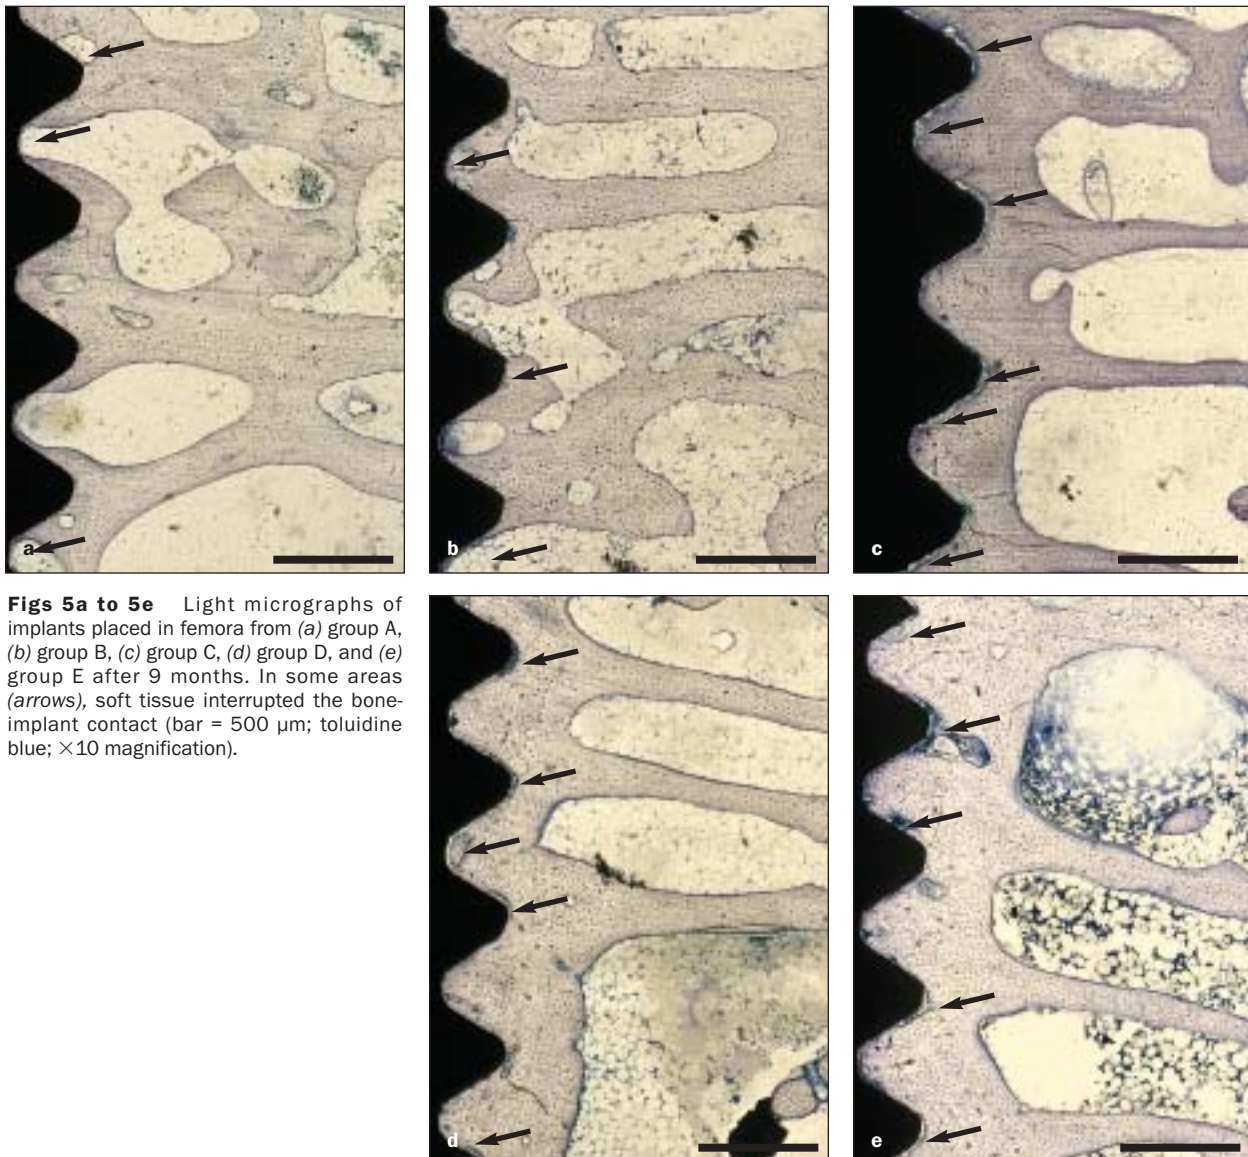 a
b
c
Figs 5a to 5e Light micrographs of
implants placed in femora from (a) group A,
(b) group B, (c) group C, (d) group D, and (e)
group E after 9 months. In some areas
(arrows), soft tissue interrupted the bone-
implant contact (bar = 500 µm; toluidine
blue; ×10 magnification).
d
e